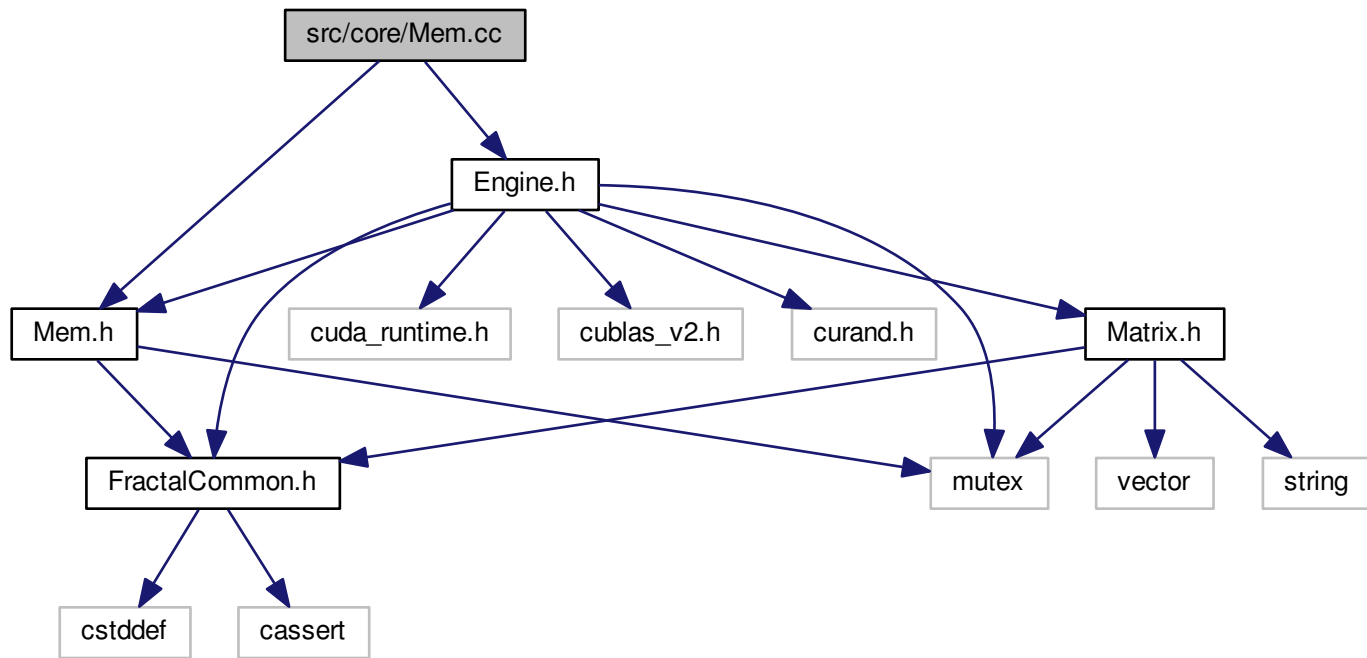 src/core/Mem.cc
Engine.h
Mem.h
cuda_runtime.h
cublas_v2.h
curand.h
Matrix.h
FractalCommon.h
mutex
vector
string
cstddef
cassert